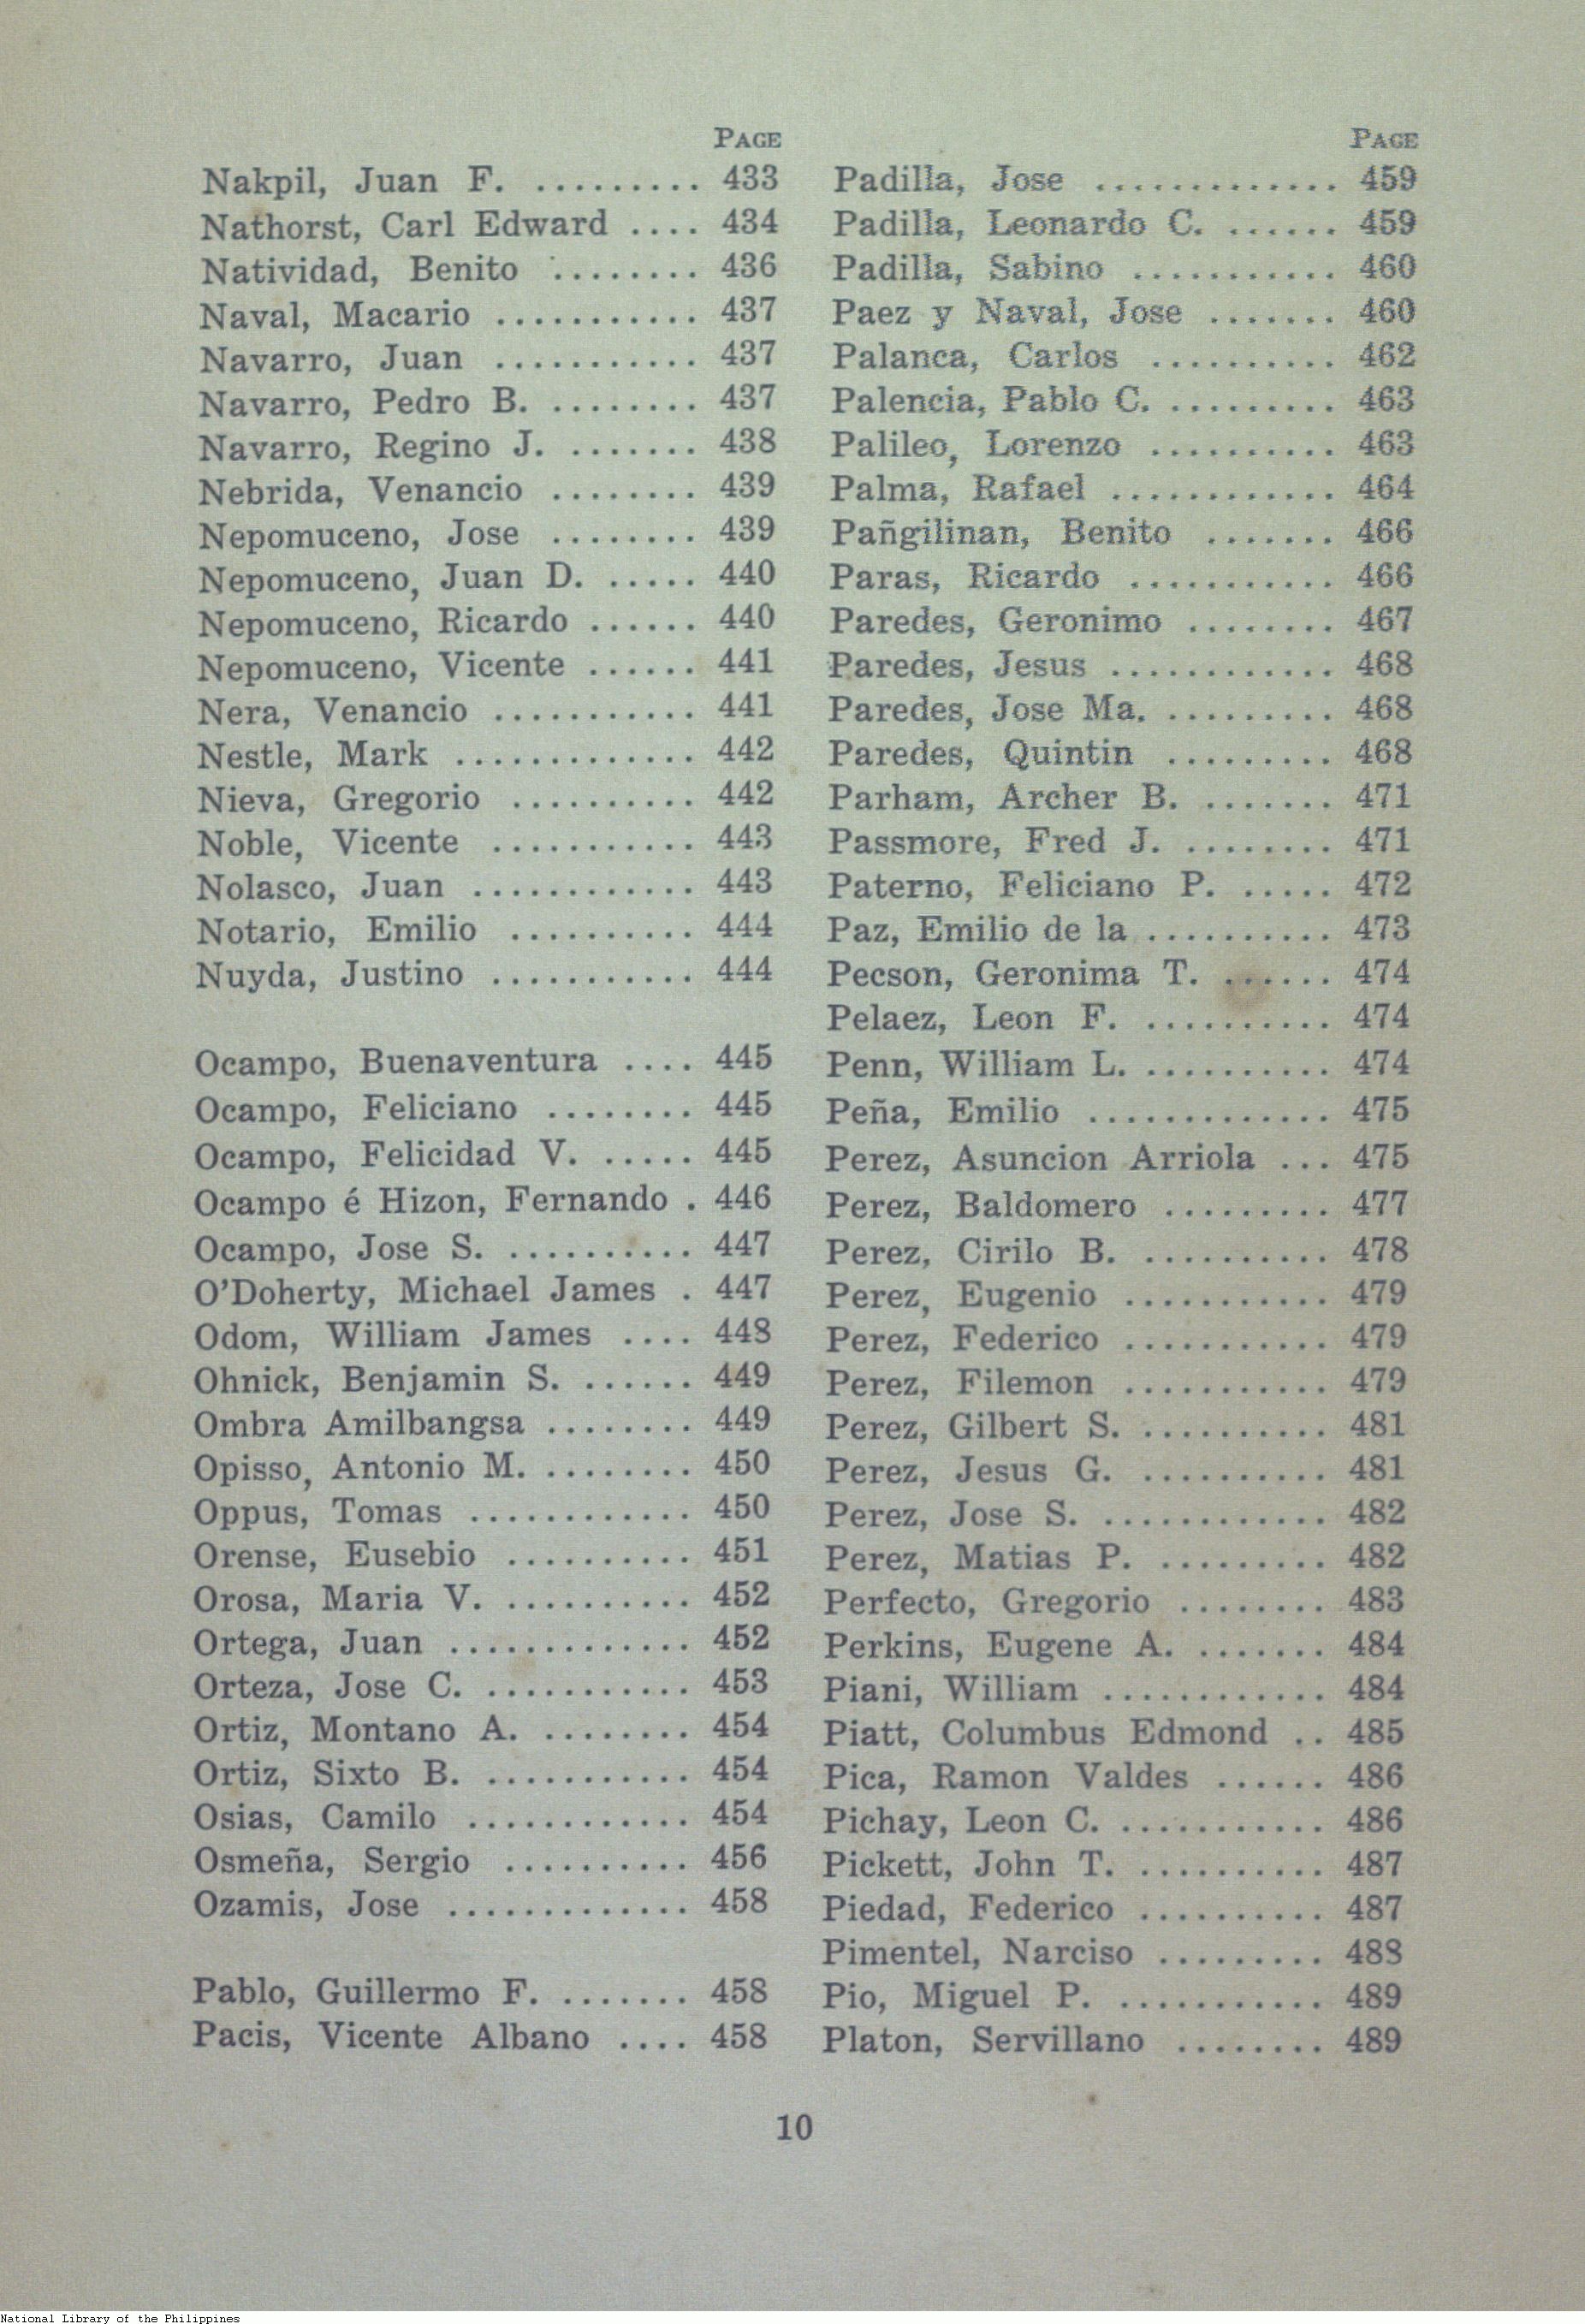 PAGE
Nakpil, Juan F. ......... 433
Nathorst, Carl Edward .... 434
Natividad, Benito ........ 436
Naval, Macario ........... 437
Navarro, Juan ........... 437
Navarro, Pedro B. ........ 437
Navarro, Regino J. ....... 438
Nebrida, Venancio ........ 439
Nepomuceno, Jose ........ 439
Nepomuceno, Juan D. ..... 440
Nepomuceno, Ricardo ...... 440
Nepomuceno, Vicente ...... 441
Nera, Venancio ........... 441
Nestle, Mark ............. 442
Nieva, Gregorio .......... 442
Noble, Vicente ........... 443
Nolasco, Juan ............ 443
Notario, Emilio .......... 444
Nuyda, Justino ........... 444
Ocampo, Buenaventura .... 445
Ocampo, Feliciano ........ 445
Ocampo, Felicidad V. ..... 445
Ocampo é Hizon, Fernando . 446
Ocampo, Jose S. .......... 447
O'Doherty, Michael James . 447
Odom, William James .... 448
Ohnick, Benjamin S. ...... 449
Ombra Amilbangsa ........ 449
Opisso, Antonio M. ........ 450
Oppus, Tomas ............ 450
Orense, Eusebio .......... 451
Orosa, Maria V. .......... 452
Ortega, Juan ............. 452
Orteza, Jose C. ........... 453
Ortiz, Montano A. ........ 454
Ortiz, Sixto B. ........... 454
Osias, Camilo ............ 454
Osmeña, Sergio .......... 456
Ozamis, Jose ............. 458
Pablo, Guillermo F. ....... 458
Pacis, Vicente Albano .... 458
PAGE
Padilla, Jose ............. 459
Padilla, Leonardo C. ...... 459
Padilla, Sabino ........... 460
Paez y Naval, Jose ....... 460
Palanca, Carlos .......... 462
Palencia, Pablo C. ......... 463
Palileo, Lorenzo .......... 463
Palma, Rafael ............ 464
Pañgilinan, Benito ....... 466
Paras, Ricardo ........... 466
Paredes, Geronimo ........ 467
Paredes, Jesus ............ 468
Paredes, Jose Ma. ......... 468
Paredes, Quintin ......... 468
Parham, Archer B. ....... 471
Passmore, Fred J. ........ 471
Paterno, Feliciano P. ..... 472
Paz, Emilio de la .......... 473
Pecson, Geronima T. ...... 474
Pelaez, Leon F. .......... 474
Penn, William L. .......... 474
Peña, Emilio ............. 475
Perez, Asuncion Arriola ... 475
Perez, Baldomero ......... 477
Perez, Cirilo B. .......... 478
Perez, Eugenio ........... 479
Perez, Federico ........... 479
Perez, Filemon ........... 479
Perez, Gilbert S. .......... 481
Perez, Jesus G. .......... 481
Perez, Jose S. ............ 482
Perez, Matias P. ......... 482
Perfecto, Gregorio ........ 483
Perkins, Eugene A. ....... 484
Piani, William ............ 484
Piatt, Columbus Edmond .. 485
Pica, Ramon Valdes ...... 486
Pichay, Leon C. ........... 486
Pickett, John T. .......... 487
Piedad, Federico .......... 487
Pimentel, Narciso ......... 488
Pio, Miguel P. ........... 489
Platon, Servillano ........ 489
10
National Library of the Philippines